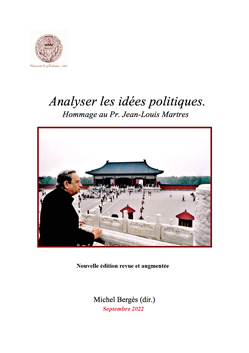 Analyser les idées politiques.
Hommage au Pr. Jean-Louis Martres
Nouvelle édition revue et augmentée
Michel Bergès (dir.)
Septembre 2022